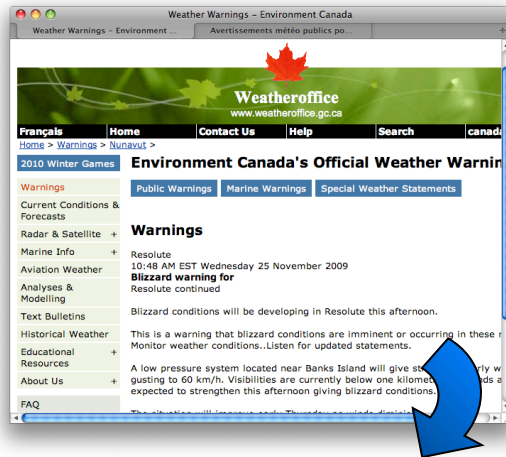 Weather Warnings – Environment Canada
Weather Warnings – Environment ...
Avertissements météo publics po...
Weatheroffice
www.weatheroffice.gc.ca
Français Home Contact Us Help Search
Home > Warnings > Nunavut >
2010 Winter Games
Warnings
Current Conditions &
Forecasts
Radar & Satellite +
Marine Info +
Aviation Weather
Analyses &
Modelling
Text Bulletins
Historical Weather
Educational +
Resources
About Us +
FAQ
Environment Canada's Official Weather
Public Warnings Marine Warnings Special Weather Statements
Warnings
Resolute
10:48 AM EST Wednesday 25 November 2009
Blizzard warning for
Resolute continued
Blizzard conditions will be developing in Resolute this afternoon.
This is a warning that blizzard conditions are imminent or occurring in these
Monitor weather conditions..Listen for updated statements.
A low pressure system located near Banks Island will give
gusting to 60 km/h. Visibilities are currently below one
expected to strengthen this afternoon giving blizzard conditions.